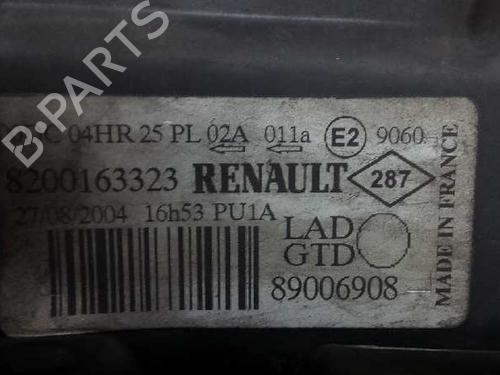 B-PARTS
C 04HR 25 PL 02A 011a E2 9060
8200163323 RENAULT 287
27/08/2004 16h53 PU1A
LAD
GTD
89006908
MADE IN FRANCE